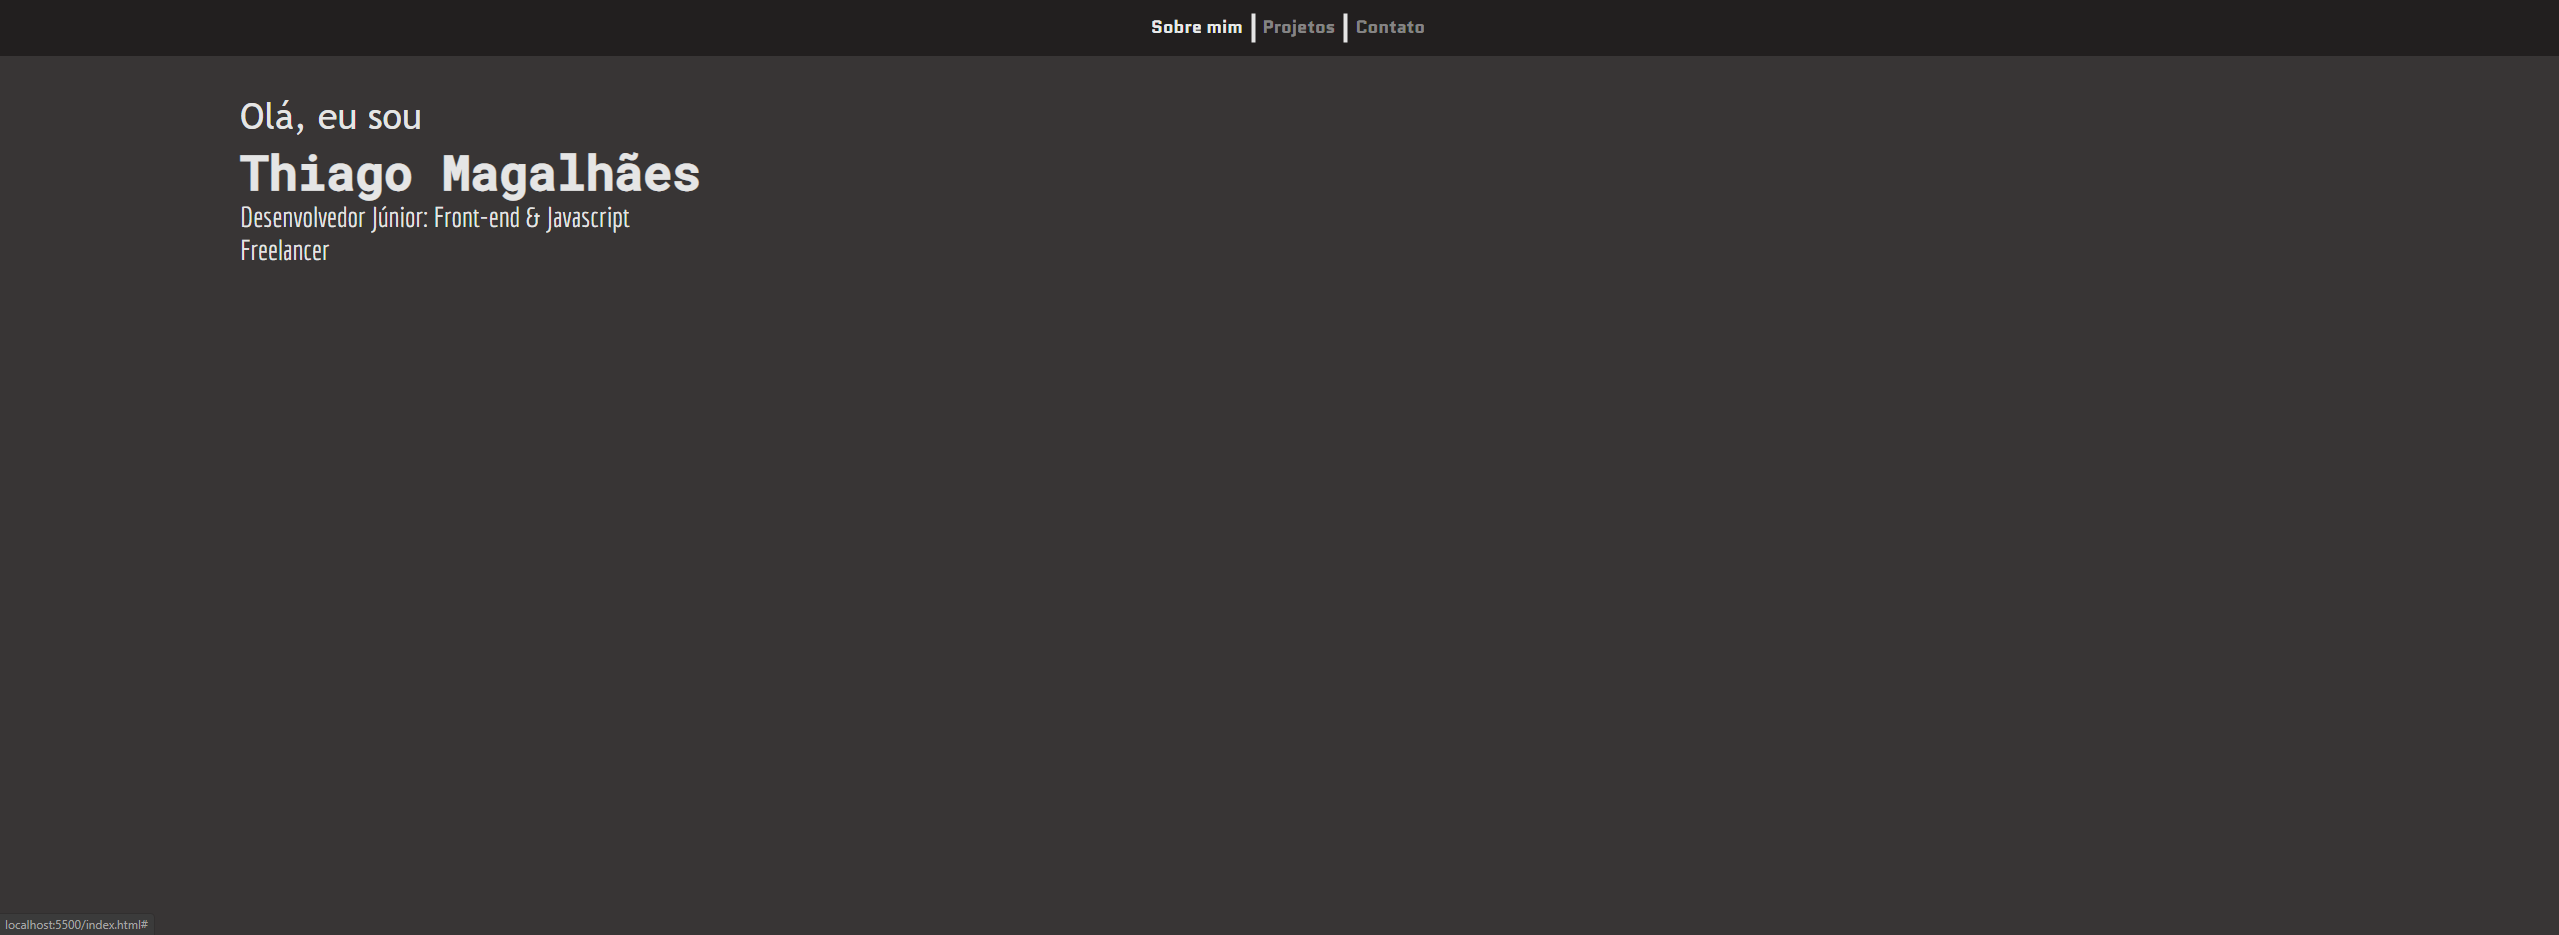 Sobre mim Projetos Contato
Olá, eu sou
Thiago Magalhães
Desenvolvedor Júnior: Front-end & Javascript
Freelancer
localhost:5500/index.html#